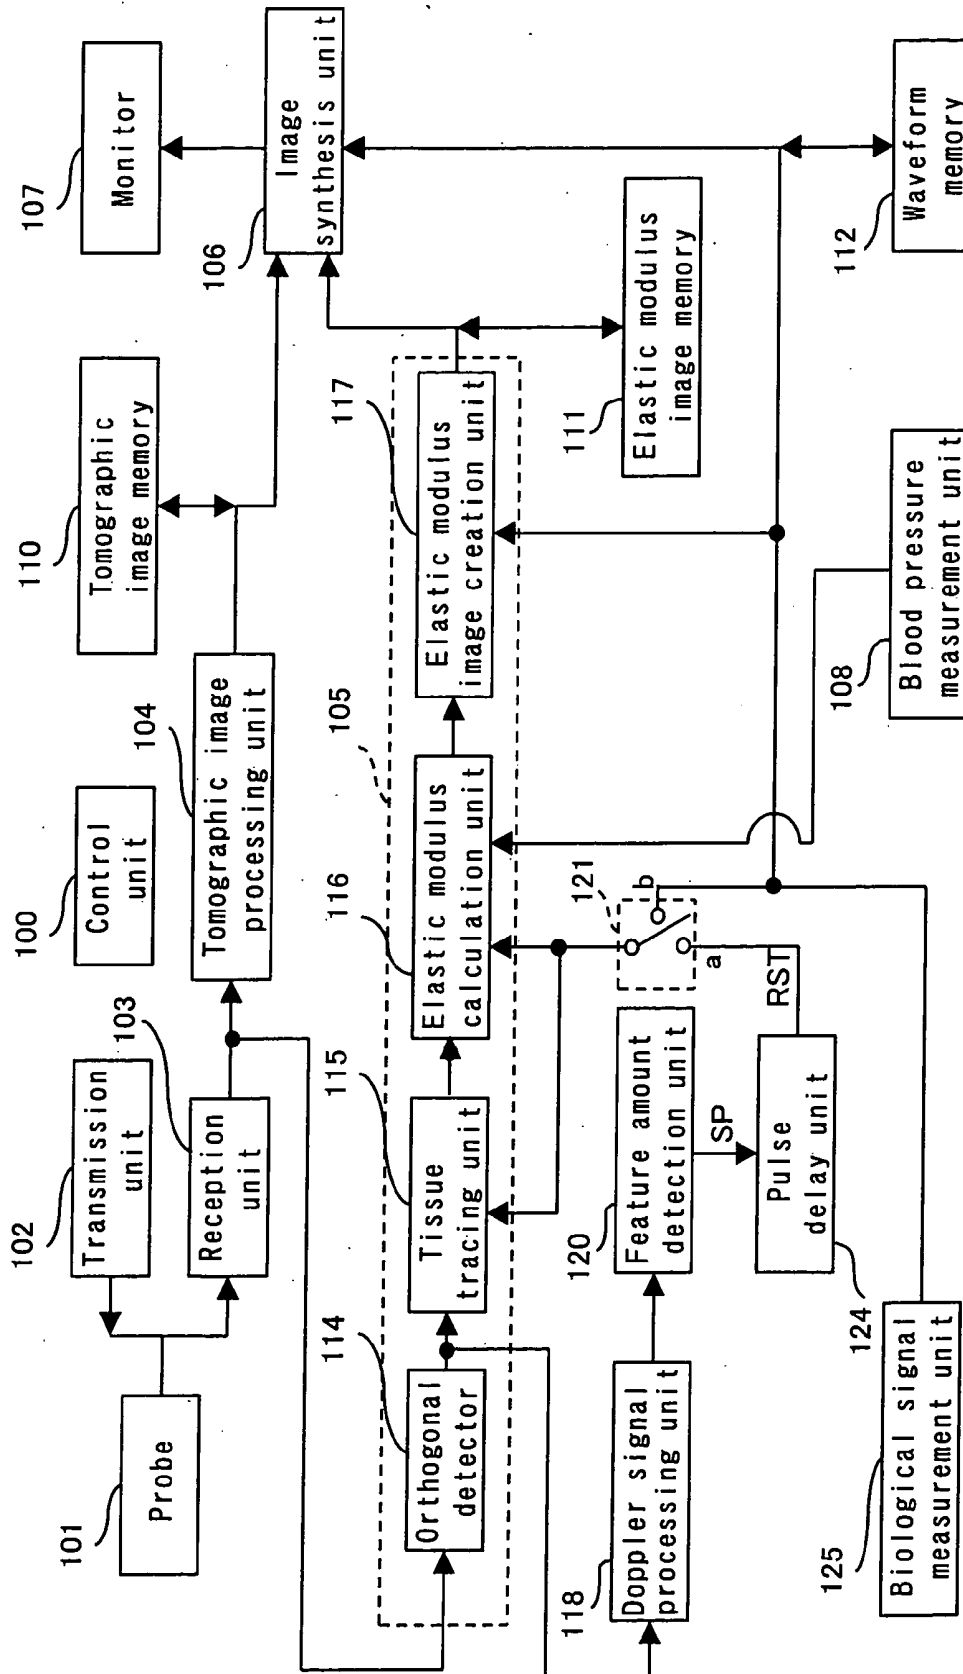 101
Probe
102
Transmission
unit
103
Reception
unit
100
Control
unit
104
Tomographic image
processing unit
110
Tomographic
image memory
107
Monitor
106
Image
synthesis unit
105
114
Orthogonal
detector
115
Tissue
tracing unit
116
Elastic modulus
calculation unit
117
Elastic modulus
image creation unit
111
Elastic modulus
image memory
118
Doppler signal
processing unit
120
Feature amount
detection unit
SP
Pulse
delay unit
124
RST
121
a
b
125
Biological signal
measurement unit
108
Blood pressure
measurement unit
112
Waveform
memory